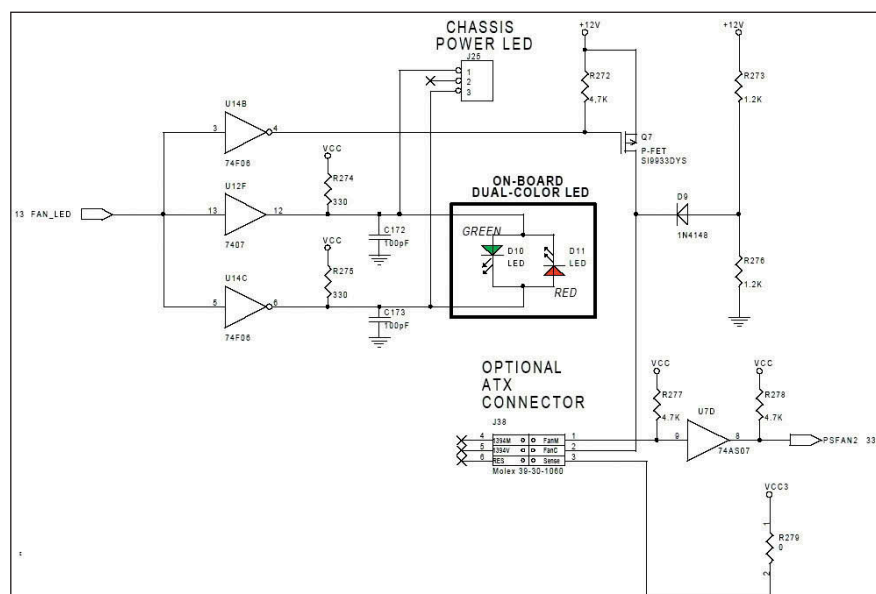 CHASSIS
POWER LED
J25
1
2
3
+12V
+12V
R272
4.7K
R273
1.2K
U14B
3
4
74F06
Q7
P-FET
SI9933DYS
VCC
R274
330
ON-BOARD
DUAL-COLOR LED
U12F
13 FAN_LED
13
12
7407
C172
100pF
GREEN
D10
LED
D11
LED
RED
D9
1N4148
VCC
R275
330
R276
1.2K
U14C
5
6
74F06
C173
100pF
OPTIONAL
ATX
CONNECTOR
VCC
VCC
R277
4.7K
R278
4.7K
U7D
J38
4 1394M FanM 1
5 1394V FanC 2
6 RES Sense 3
Molex 39-30-1060
9
8
74AS07
PSFAN2 33
VCC3
1
R279
0
2